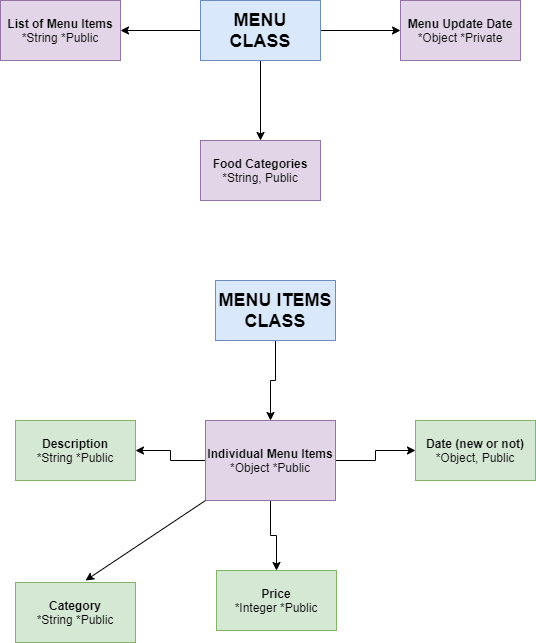 List of Menu Items
*String *Public
MENU
CLASS
Menu Update Date
*Object *Private
Food Categories
*String, Public
MENU ITEMS
CLASS
Description
*String *Public
Individual Menu Items
*Object *Public
Date (new or not)
*Object, Public
Category
*String *Public
Price
*Integer *Public